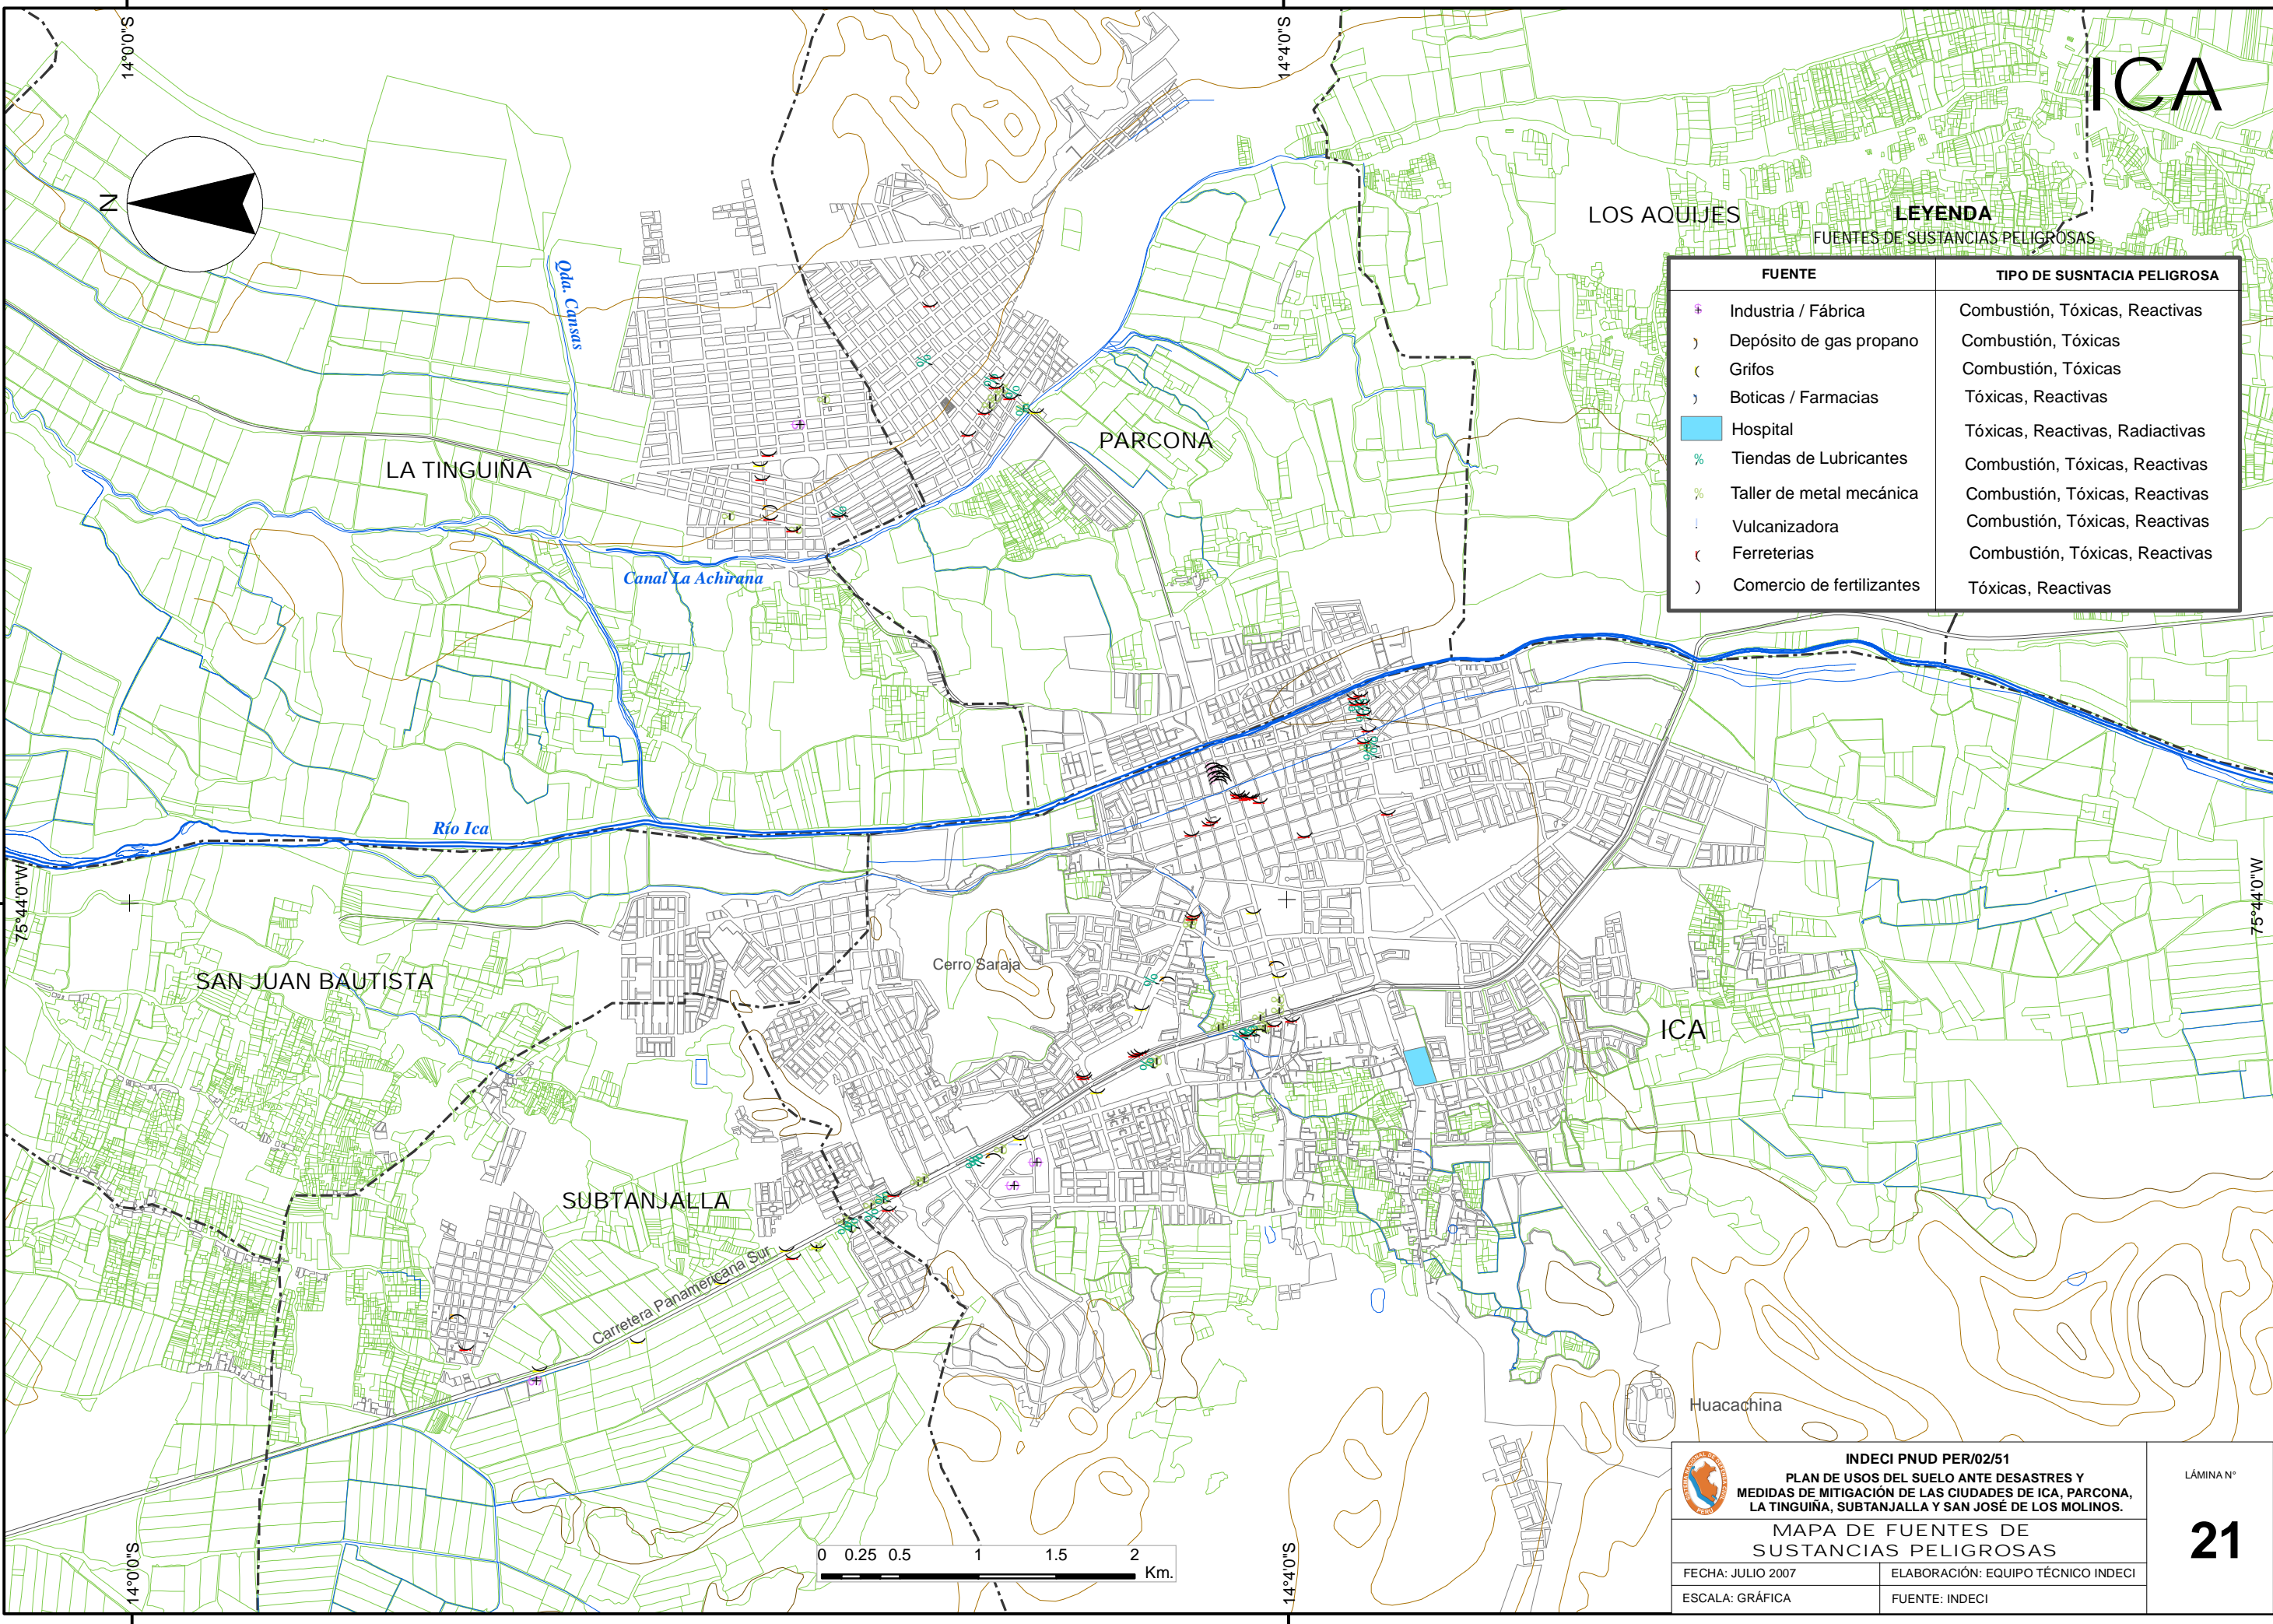 14°0'0"S
14°4'0"S
ICA
N
LOS AQUIJES
LEYENDA
FUENTES DE SUSTANCIAS PELIGROSAS
FUENTE
TIPO DE SUSNTACIA PELIGROSA
Industria / Fábrica
Combustión, Tóxicas, Reactivas
Depósito de gas propano
Combustión, Tóxicas
Grifos
Combustión, Tóxicas
Boticas / Farmacias
Tóxicas, Reactivas
Hospital
Tóxicas, Reactivas, Radiactivas
Tiendas de Lubricantes
Combustión, Tóxicas, Reactivas
Taller de metal mecánica
Combustión, Tóxicas, Reactivas
Vulcanizadora
Combustión, Tóxicas, Reactivas
Ferreterias
Combustión, Tóxicas, Reactivas
Comercio de fertilizantes
Tóxicas, Reactivas
Qda. Cansas
PARCONA
LA TINGUIÑA
Canal La Achirana
Río Ica
75°44'0"W
75°44'0"W
Cerro Saraja
SAN JUAN BAUTISTA
ICA
SUBTANJALLA
Carretera Panamericana Sur
Huacachina
0 0.25 0.5 1 1.5 2
Km.
14°0'0"S
14°4'0"S
INDECI PNUD PER/02/51
PLAN DE USOS DEL SUELO ANTE DESASTRES Y
MEDIDAS DE MITIGACIÓN DE LAS CIUDADES DE ICA, PARCONA,
LA TINGUIÑA, SUBTANJALLA Y SAN JOSÉ DE LOS MOLINOS.
MAPA DE FUENTES DE
SUSTANCIAS PELIGROSAS
FECHA: JULIO 2007
ELABORACIÓN: EQUIPO TÉCNICO INDECI
ESCALA: GRÁFICA
FUENTE: INDECI
LÁMINA N°
21